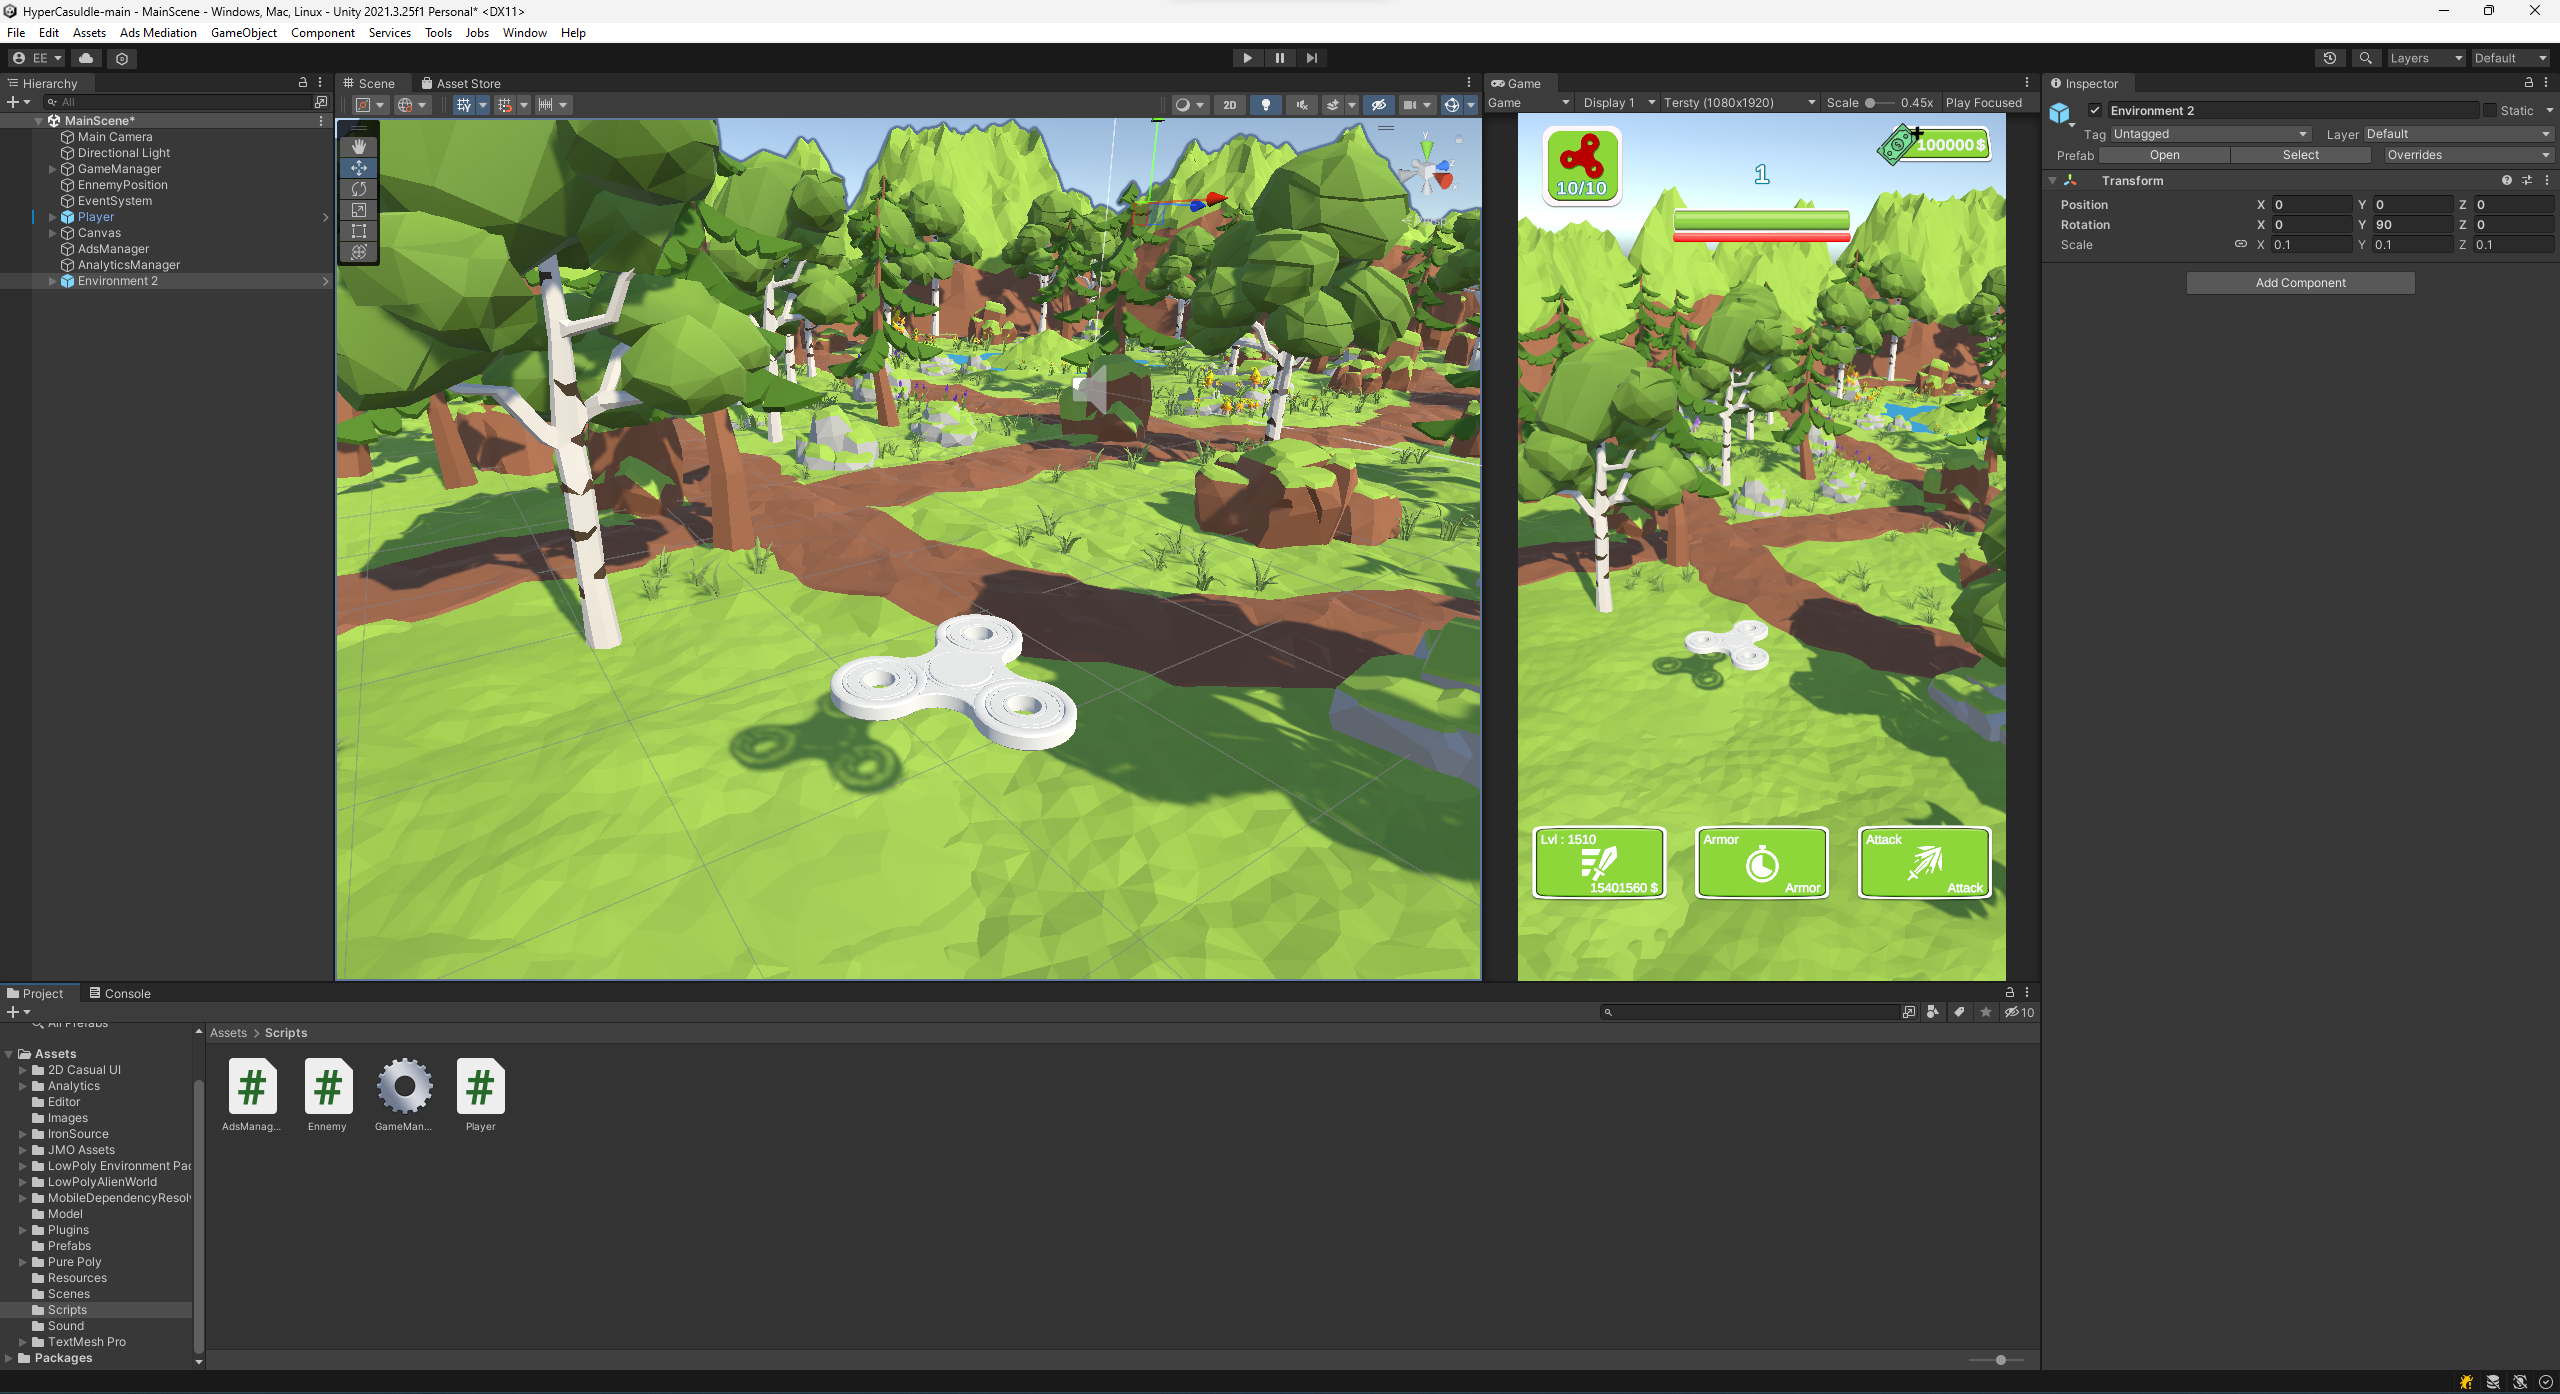 HyperCasuIdle-main - MainScene - Windows, Mac, Linux - Unity 2021.3.25f1 Personal* <DX11>
File Edit Assets Ads Mediation GameObject Component Services Tools Jobs Window Help
EE
Layers Default
Hierarchy
All
MainScene*
Main Camera
Directional Light
GameManager
EnnemyPosition
EventSystem
Player
Canvas
AdsManager
AnalyticsManager
Environment 2
Scene Asset Store
2D
y
Game
Game Display 1 Tersty (1080x1920) Scale 0.45x Play Focused
10/10
1
100000$
Lvl : 1510
15401560 $
Armor
Armor
Attack
Attack
Inspector
Environment 2 Static
Tag Untagged Layer Default
Prefab Open Select Overrides
Transform
Position X 0 Y 0 Z 0
Rotation X 0 Y 90 Z 0
Scale X 0.1 Y 0.1 Z 0.1
Add Component
Project Console
10
All Prefabs
Assets
2D Casual UI
Analytics
Editor
Images
IronSource
JMO Assets
LowPoly Environment Pac
LowPolyAlienWorld
MobileDependencyResol
Model
Plugins
Prefabs
Pure Poly
Resources
Scenes
Scripts
Sound
TextMesh Pro
Packages
Assets > Scripts
AdsManag... Ennemy GameMan... Player